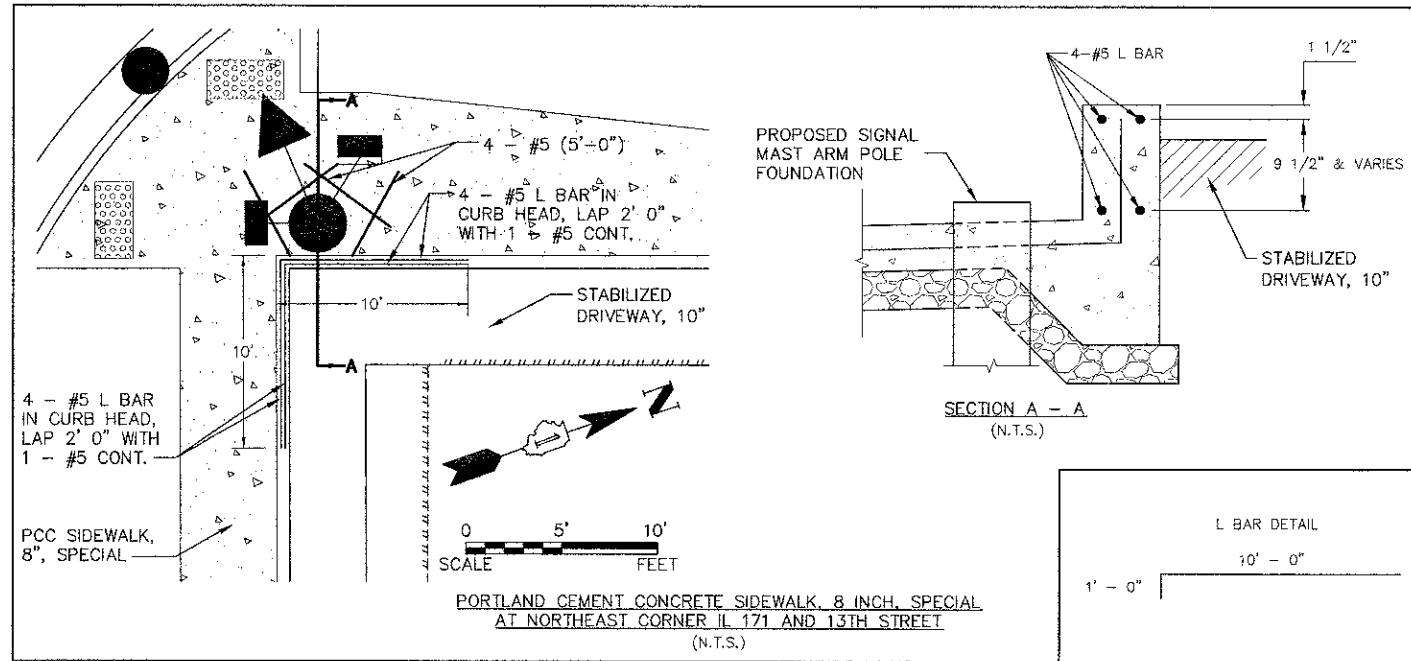 A
4 - #5 (5'-0")
4 - #5 L BAR IN
CURB HEAD, LAP 2' 0"
WITH 1 - #5 CONT.
10'
STABILIZED
DRIVEWAY, 10"
10'
A
4 - #5 L BAR
IN CURB HEAD,
LAP 2' 0" WITH
1 - #5 CONT.
PCC SIDEWALK,
8", SPECIAL
N
0 5' 10'
SCALE FEET
PORTLAND CEMENT CONCRETE SIDEWALK, 8 INCH, SPECIAL
AT NORTHEAST CORNER IL 171 AND 13TH STREET
(N.T.S.)
4-#5 L BAR
1 1/2"
PROPOSED SIGNAL
MAST ARM POLE
FOUNDATION
9 1/2" & VARIES
STABILIZED
DRIVEWAY, 10"
SECTION A - A
(N.T.S.)
L BAR DETAIL
10' - 0"
1' - 0"